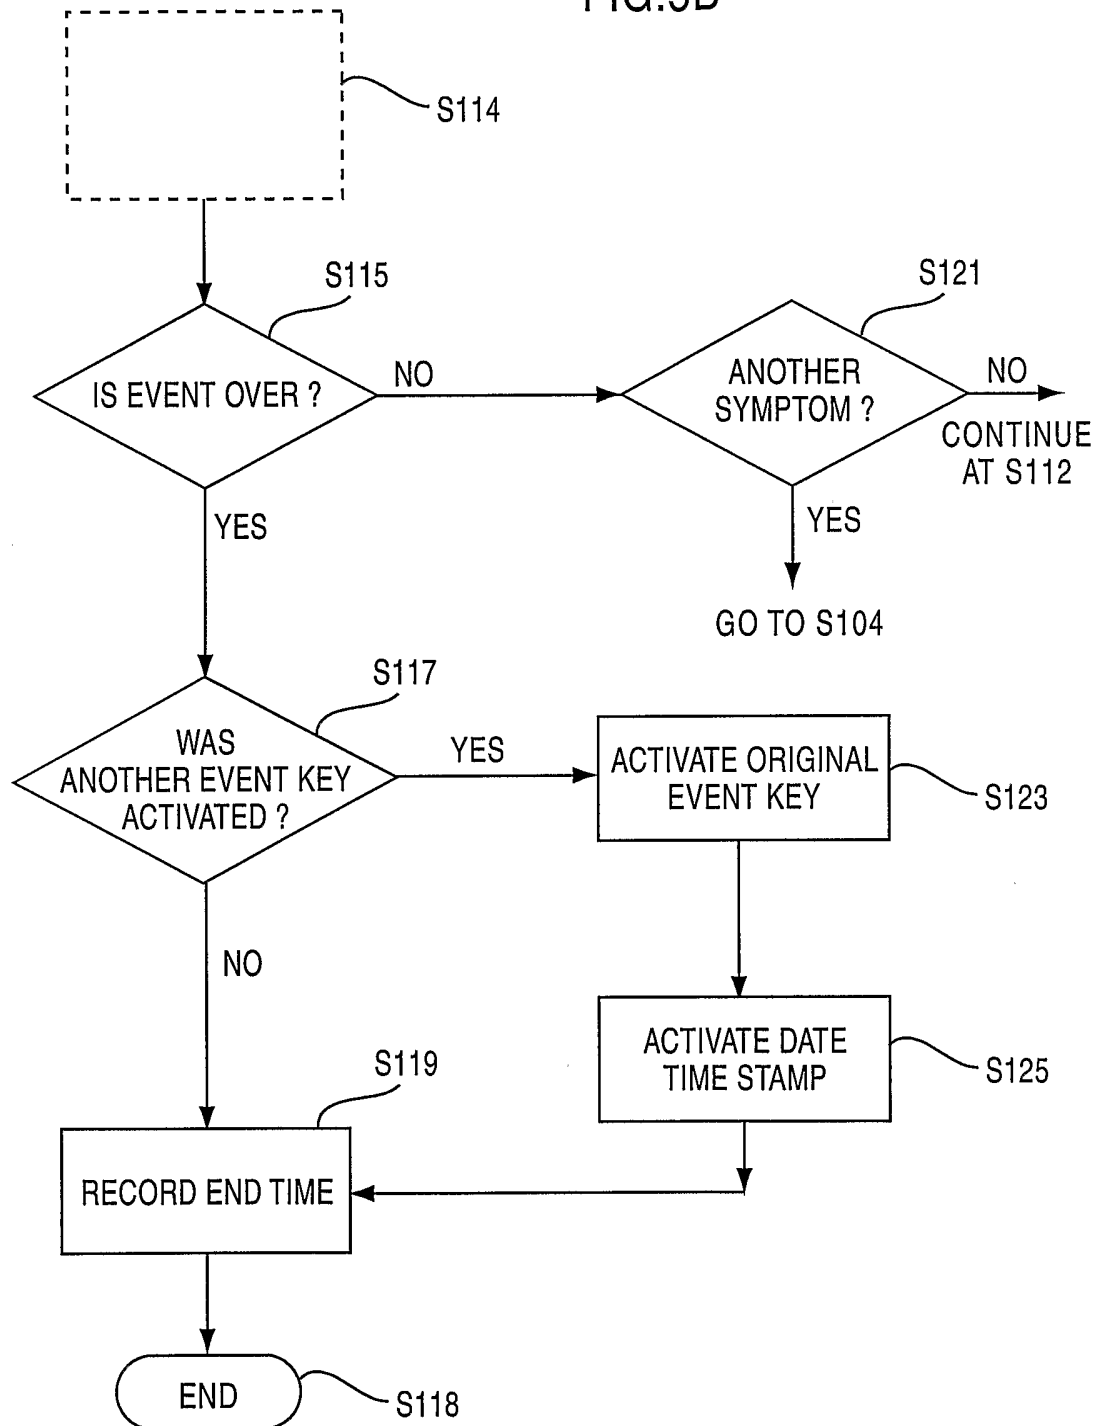 S114
S115
S121
IS EVENT OVER ?
NO
ANOTHER
SYMPTOM ?
NO
CONTINUE
AT S112
YES
YES
GO TO S104
S117
WAS
ANOTHER EVENT KEY
ACTIVATED ?
YES
ACTIVATE ORIGINAL
EVENT KEY
S123
NO
ACTIVATE DATE
TIME STAMP
S125
S119
RECORD END TIME
END
S118